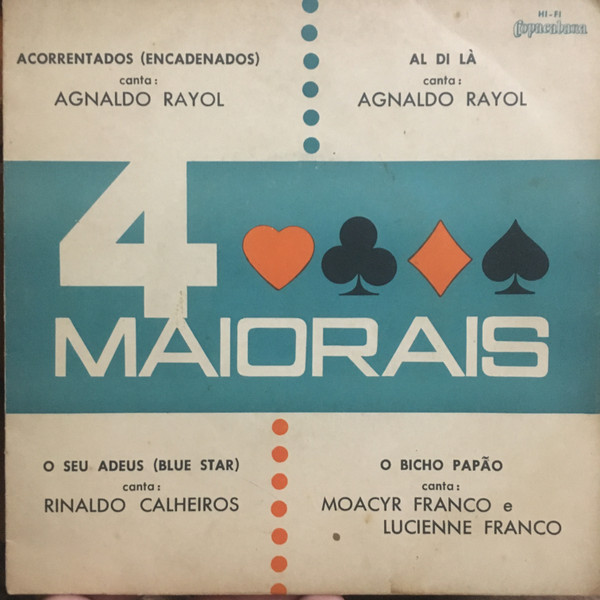 HI-FI
Copacabana
ACORRENTADOS (ENCADENADOS)
canta:
AGNALDO RAYOL
AL DI LÀ
canta:
AGNALDO RAYOL
4
MAIORAIS
O SEU ADEUS (BLUE STAR)
canta:
RINALDO CALHEIROS
O BICHO PAPÃO
canta:
MOACYR FRANCO e
LUCIENNE FRANCO